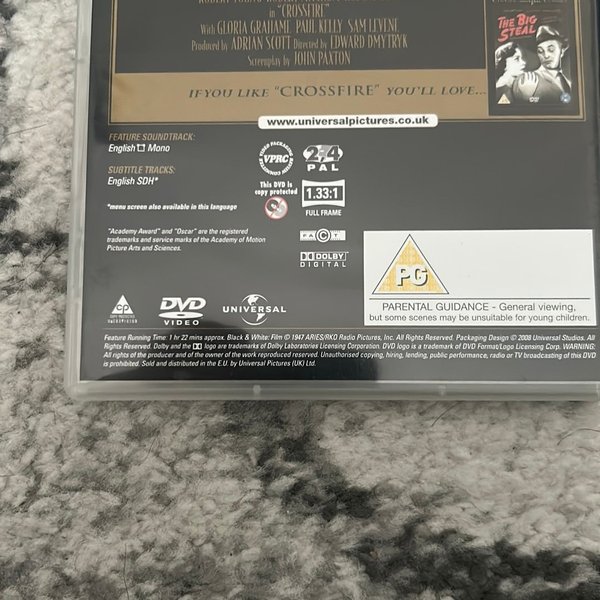 in "CROSSFIRE"
With GLORIA GRAHAME PAUL KELLY SAM LEVENE
Produced by ADRIAN SCOTT Directed by EDWARD DMYTRYK
Screenplay by JOHN PAXTON
THE BIG
STEAL
IF YOU LIKE "CROSSFIRE" YOU'LL LOVE...
www.universalpictures.co.uk
FEATURE SOUNDTRACK:
English Mono
SUBTITLE TRACKS:
English SDH*
*menu screen also available in this language
VIDEO PACKAGING REVIEW COMMITTEE
VPRC
2 4
PAL
This DVD is
copy protected
1.33:1
FULL FRAME
"Academy Award" and "Oscar" are the registered
trademarks and service marks of the Academy of Motion
Picture Arts and Sciences.
FACT
DOLBY
DIGITAL
PG
PARENTAL GUIDANCE - General viewing,
but some scenes may be unsuitable for young children.
DVD
VIDEO
UNIVERSAL
Feature Running Time: 1 hr 22 mins approx. Black & White: Film © 1947 ARIES/RKO Radio Pictures, Inc. All Rights Reserved. Packaging Design © 2008 Universal Studios. All
Rights Reserved. Dolby and the logo are trademarks of Dolby Laboratories Licensing Corporation. DVD logo is a trademark of DVD Format/Logo Licensing Corp. WARNING:
All rights of the producer and of the owner of the work reproduced reserved. Unauthorised copying, hiring, lending, public performance, radio or TV broadcasting of this DVD
is prohibited. Sold and distributed in the E.U. by Universal Pictures (UK) Ltd.